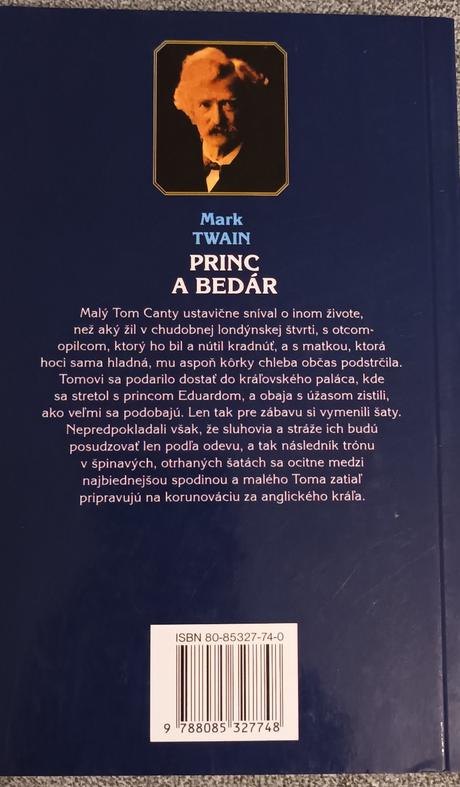 Mark
TWAIN
PRINC
A BEDÁR
Malý Tom Canty ustavične sníval o inom živote,
než aký žil v chudobnej londýnskej štvrti, s otcom-
opilcom, ktorý ho bil a nútil kradnúť, a s matkou, ktorá
hoci sama hladná, mu aspoň kôrky chleba občas podstrčila.
Tomovi sa podarilo dostať do kráľovského paláca, kde
sa stretol s princom Eduardom, a obaja s úžasom zistili,
ako veľmi sa podobajú. Len tak pre zábavu si vymenili šaty.
Nepredpokladali však, že sluhovia a stráže ich budú
posudzovať len podľa odevu, a tak následník trónu
v špinavých, otrhaných šatách sa ocitne medzi
najbiednejšou spodinou a malého Toma zatiaľ
pripravujú na korunováciu za anglického kráľa.
ISBN 80-85327-74-0
9 788085 327748